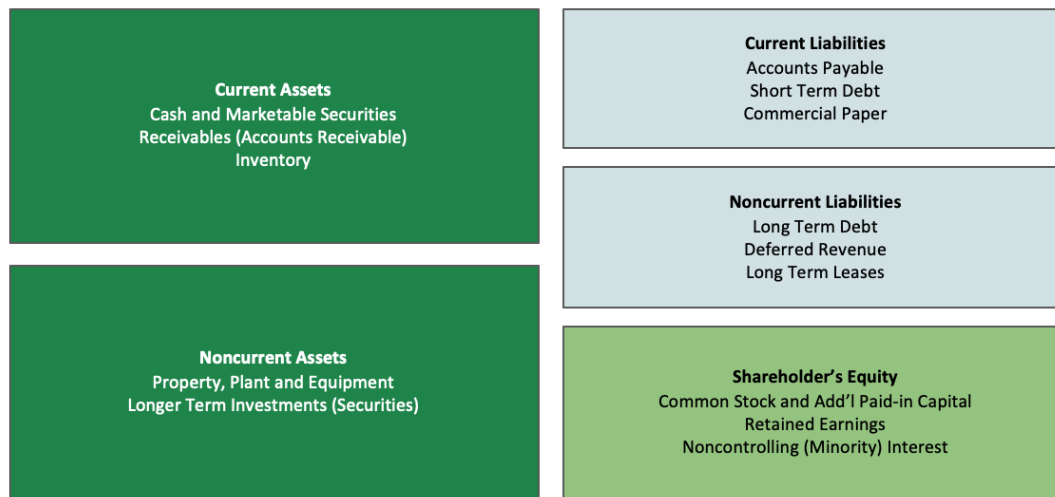 Current Assets
Cash and Marketable Securities
Receivables (Accounts Receivable)
Inventory
Noncurrent Assets
Property, Plant and Equipment
Longer Term Investments (Securities)
Current Liabilities
Accounts Payable
Short Term Debt
Commercial Paper
Noncurrent Liabilities
Long Term Debt
Deferred Revenue
Long Term Leases
Shareholder’s Equity
Common Stock and Add’l Paid-in Capital
Retained Earnings
Noncontrolling (Minority) Interest